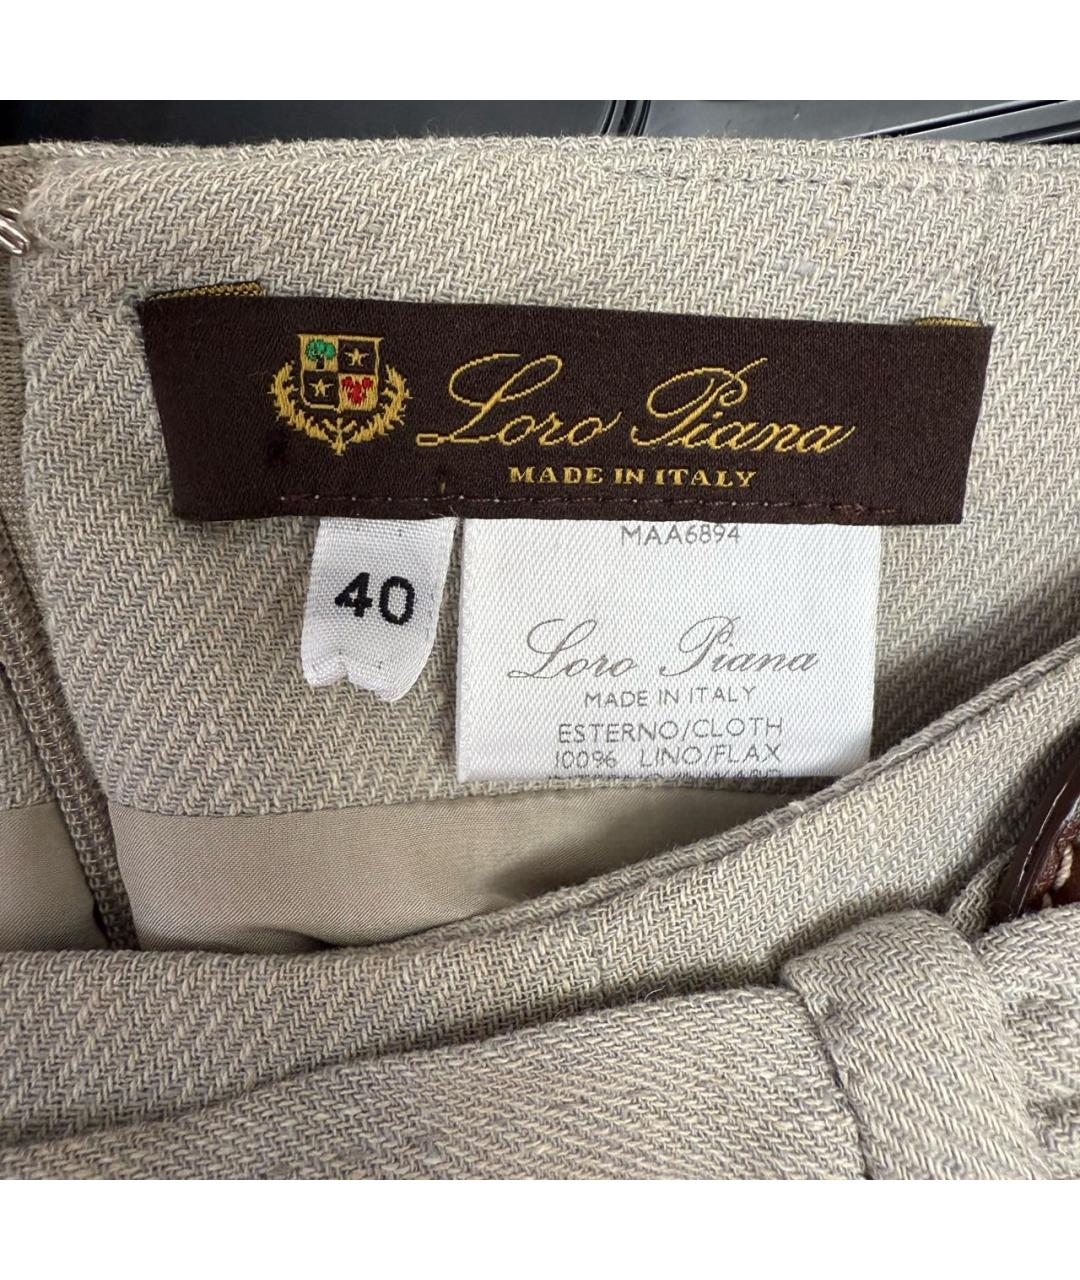 Loro Piana
MADE IN ITALY
40
MAA6894
Loro Piana
MADE IN ITALY
ESTERNO/CLOTH
100% LINO/FLAX